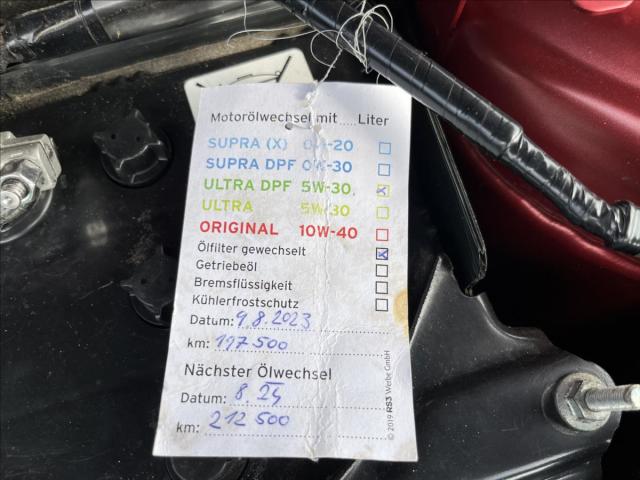 Motorölwechsel mit ..... Liter
SUPRA (X) 0W-20
SUPRA DPF 0W-30
ULTRA DPF 5W-30
ULTRA 5W-30
ORIGINAL 10W-40
Ölfilter gewechselt
Getriebeöl
Bremsflüssigkeit
Kühlerfrostschutz
Datum: 9.8.2023
km: 197 500
Nächster Ölwechsel
Datum: 8.24
km: 212 500
© 2019 RS3 Werbe GmbH